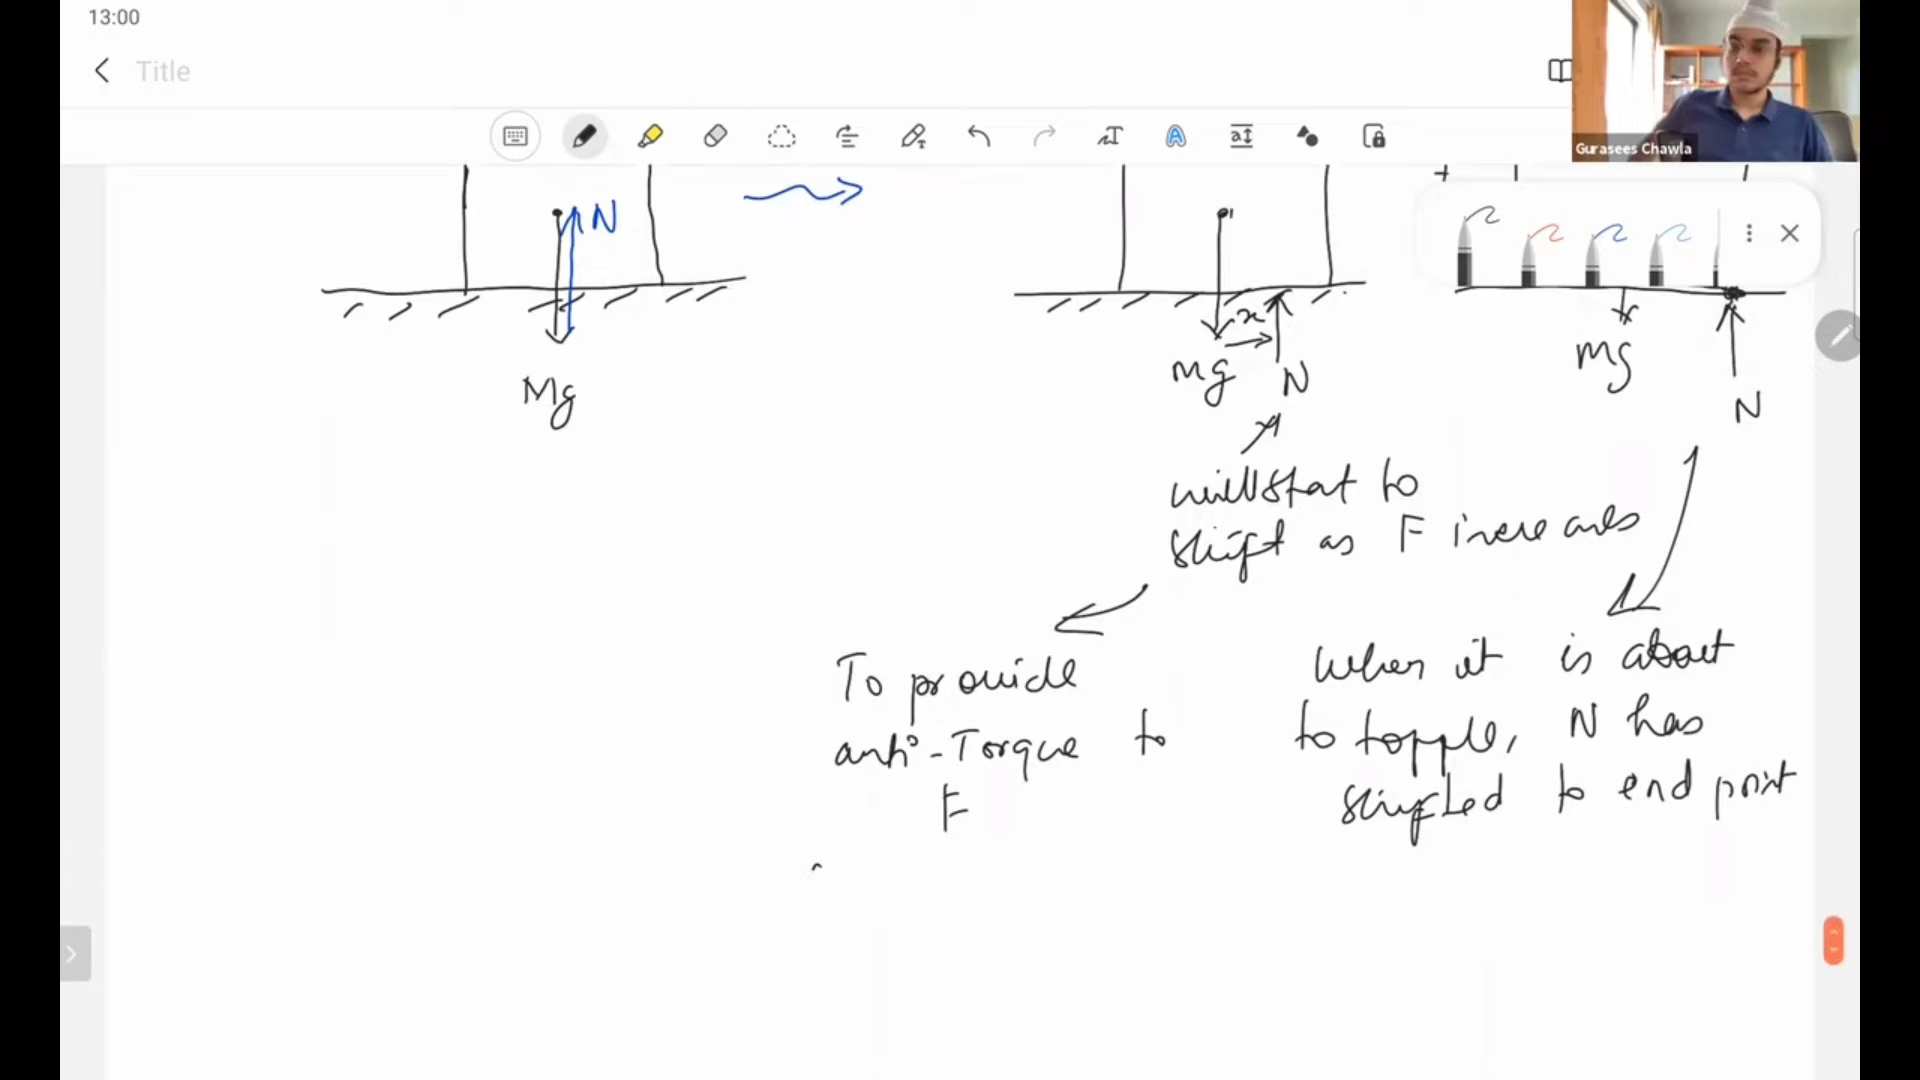 13:00
Title
Gurasees Chawla
N
Mg
x
mg
N
mg
N
will start to
shift as F increases
To provide
anti-Torque to
F
When it is about
to topple, N has
shifted to end point